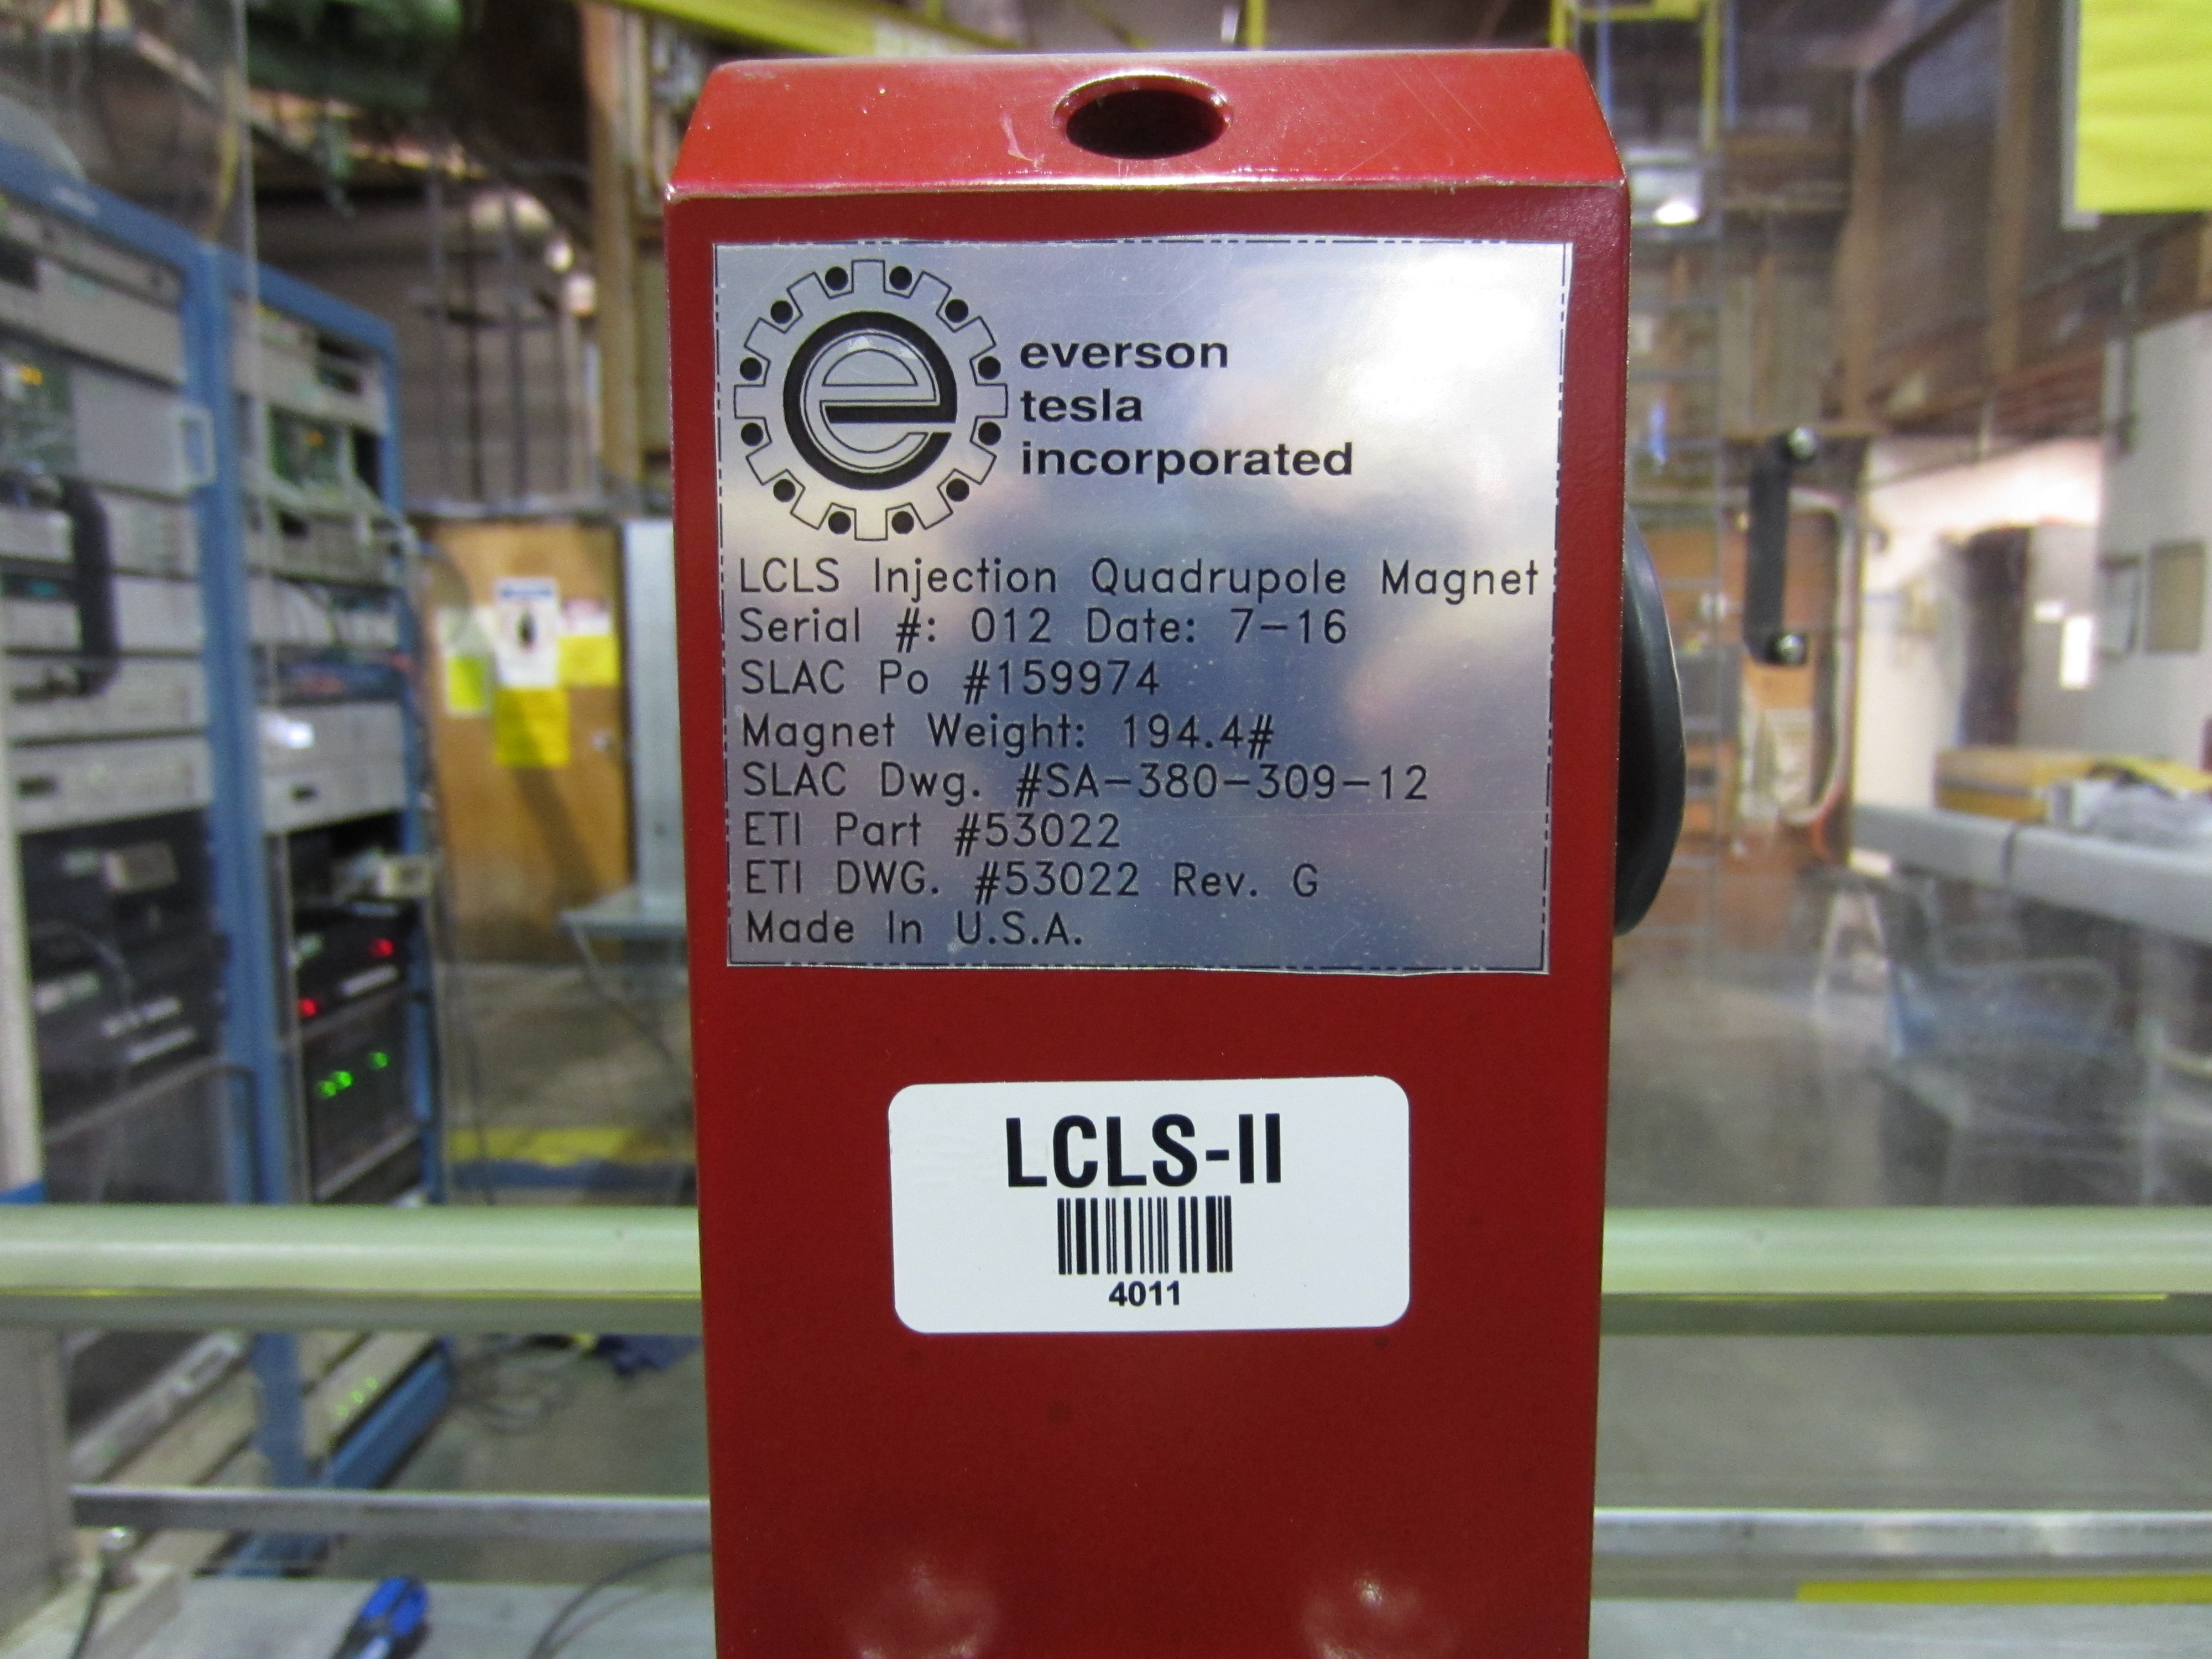 e
everson
tesla
incorporated
LCLS Injection Quadrupole Magnet
Serial #: 012 Date: 7-16
SLAC Po #159974
Magnet Weight: 194.4#
SLAC Dwg. #SA-380-309-12
ETI Part #53022
ETI DWG. #53022 Rev. G
Made In U.S.A.
LCLS-II
4011